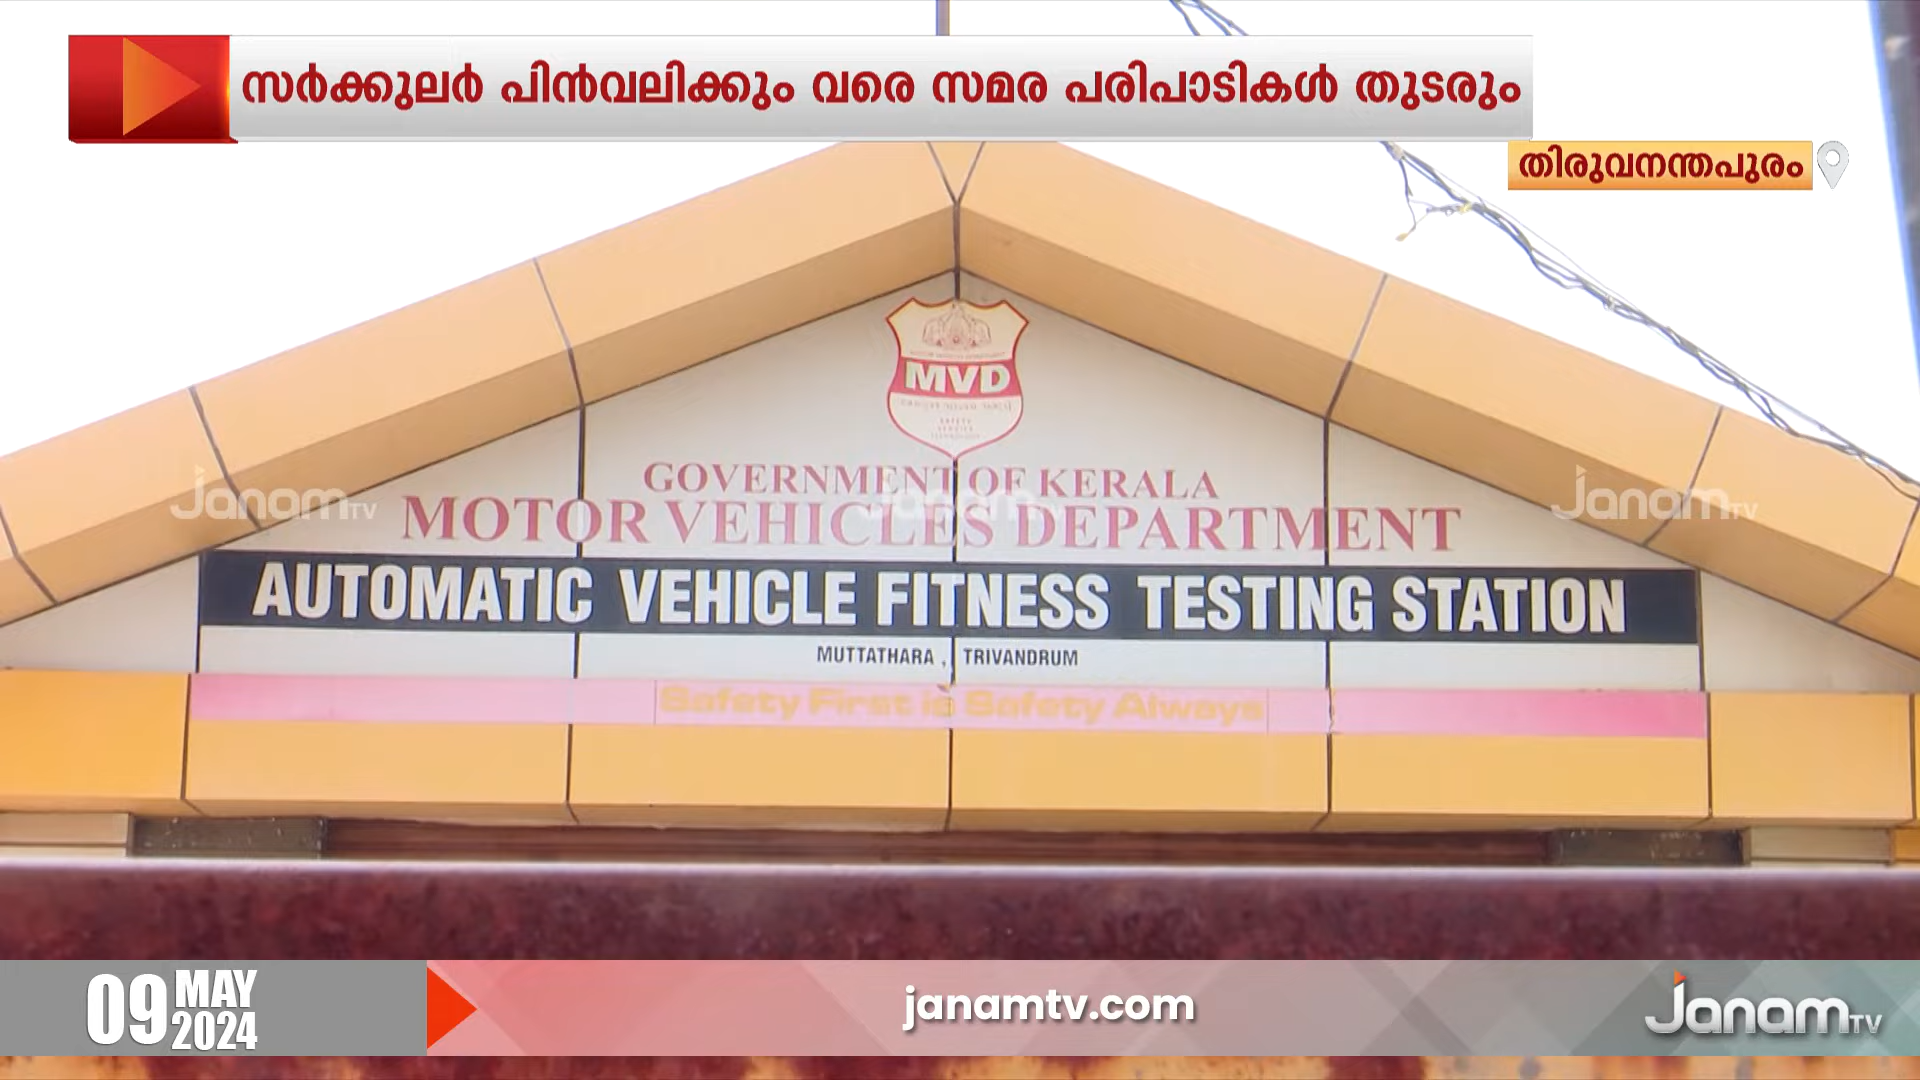 സർക്കുലർ പിൻവലിക്കും വരെ സമര പരിപാടികൾ തുടരും
തിരുവനന്തപുരം
MVD
GOVERNMENT OF KERALA
MOTOR VEHICLES DEPARTMENT
Janam TV
Janam TV
Janam TV
AUTOMATIC VEHICLE FITNESS TESTING STATION
MUTTATHARA , TRIVANDRUM
Safety First is Safety Always
09 MAY 2024
janamtv.com
Janam TV